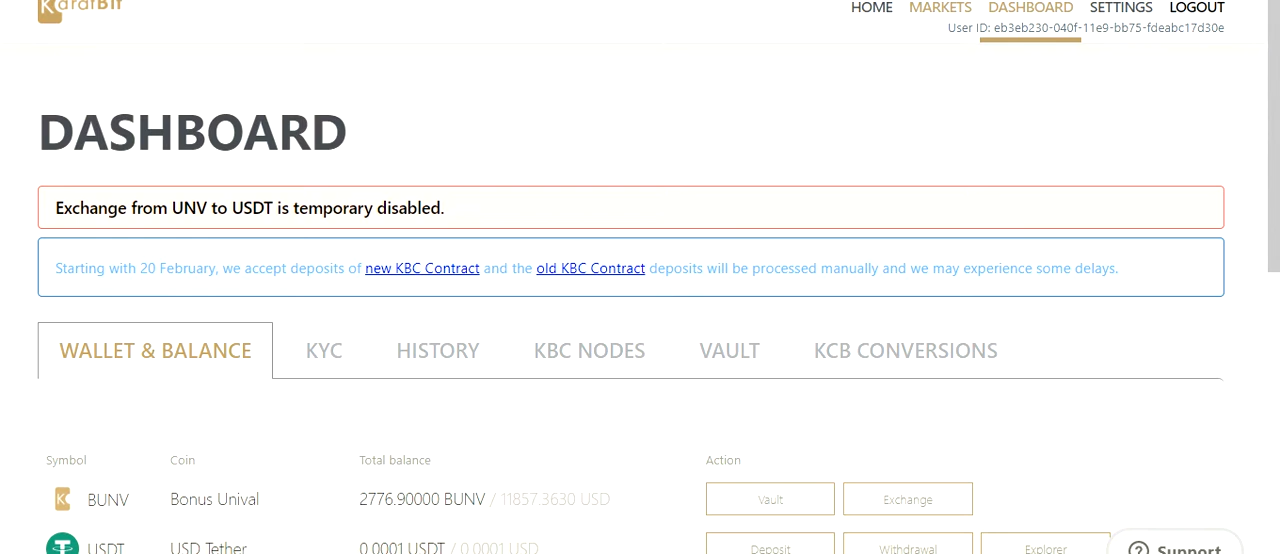 KaratBit
HOME MARKETS DASHBOARD SETTINGS LOGOUT
User ID: eb3eb230-040f-11e9-bb75-fdeabc17d30e
DASHBOARD
Exchange from UNV to USDT is temporary disabled.
Starting with 20 February, we accept deposits of new KBC Contract and the old KBC Contract deposits will be processed manually and we may experience some delays.
WALLET & BALANCE KYC HISTORY KBC NODES VAULT KCB CONVERSIONS
Symbol Coin Total balance Action
BUNV Bonus Unival 2776.90000 BUNV / 11857.3630 USD Vault Exchange
USDT USD Tether 0.0001 USDT / 0.0001 USD Deposit Withdrawal Explorer
Support